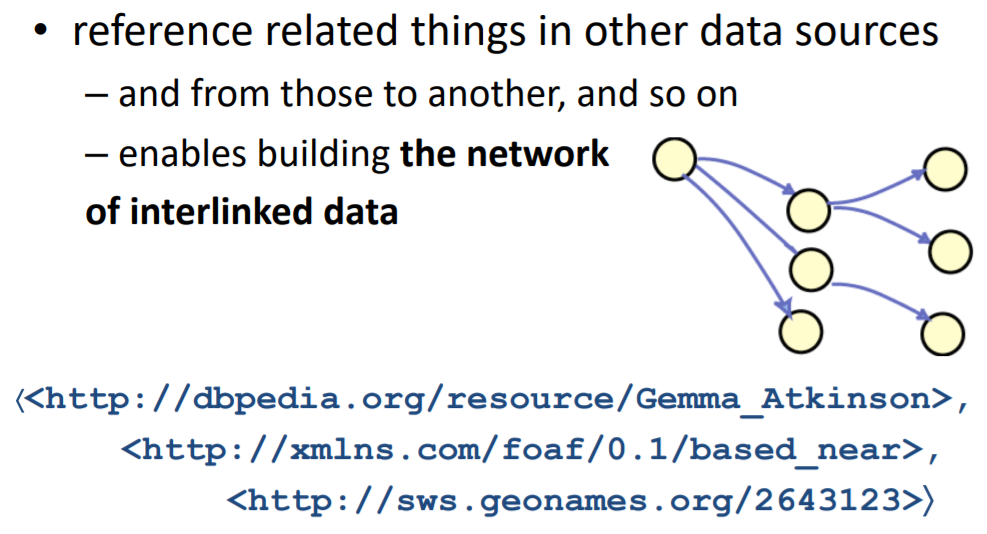 • reference related things in other data sources
– and from those to another, and so on
– enables building the network
of interlinked data
⟨<http://dbpedia.org/resource/Gemma_Atkinson>,
<http://xmlns.com/foaf/0.1/based_near>,
<http://sws.geonames.org/2643123>⟩